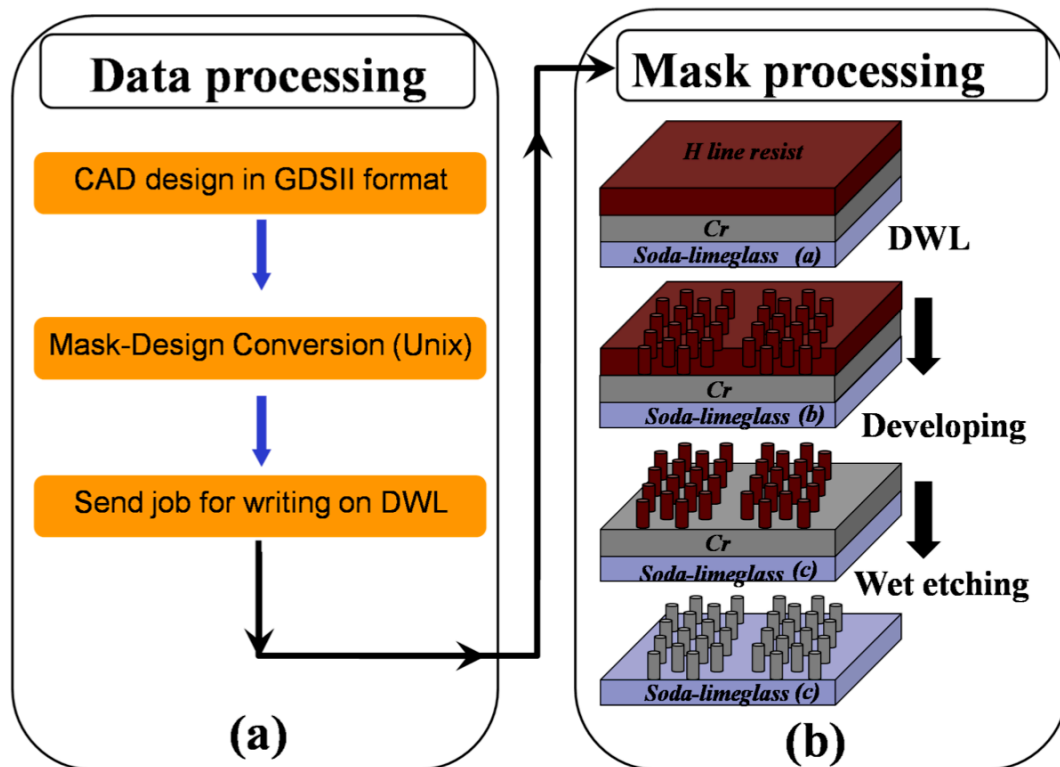 Data processing
CAD design in GDSII format
Mask-Design Conversion (Unix)
Send job for writing on DWL
(a)
Mask processing
H line resist
Cr
Soda-limeglass (a)
DWL
Cr
Soda-limeglass (b)
Developing
Cr
Soda-limeglass (c)
Wet etching
Soda-limeglass (c)
(b)